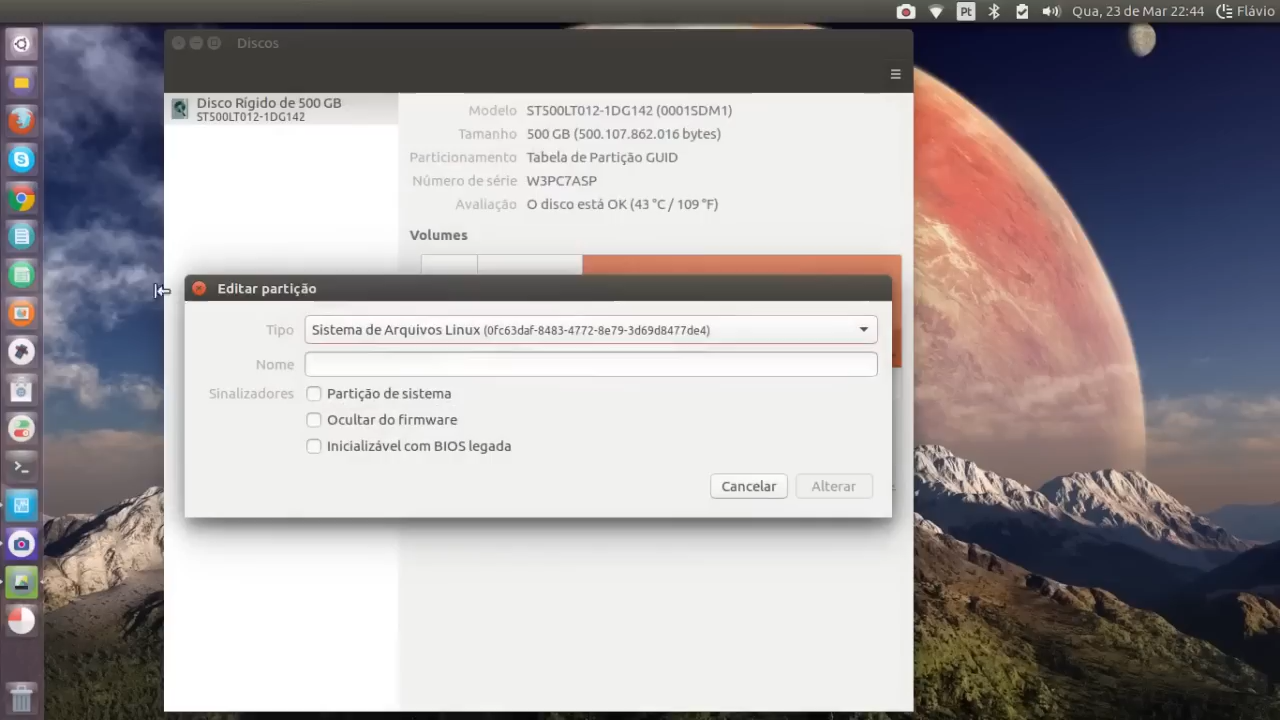 Pt
Qua, 23 de Mar 22:44
Flávio
Discos
Disco Rígido de 500 GB
ST500LT012-1DG142
Modelo ST500LT012-1DG142 (0001SDM1)
Tamanho 500 GB (500.107.862.016 bytes)
Particionamento Tabela de Partição GUID
Número de série W3PC7ASP
Avaliação O disco está OK (43 °C / 109 °F)
Volumes
Editar partição
Tipo Sistema de Arquivos Linux (0fc63daf-8483-4772-8e79-3d69d8477de4)
Nome
Sinalizadores Partição de sistema
Ocultar do firmware
Inicializável com BIOS legada
Cancelar Alterar